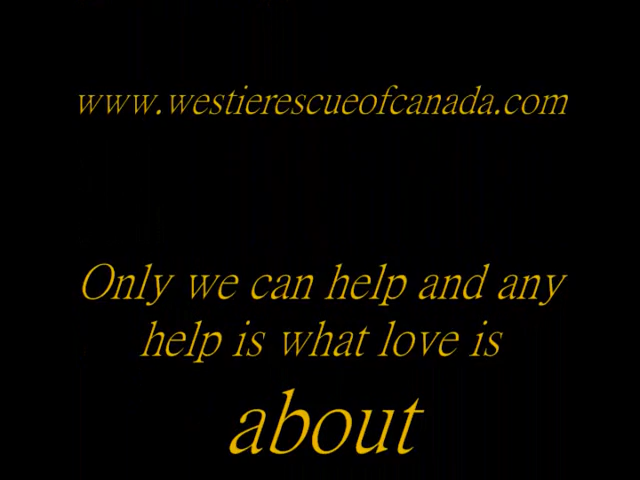 www.westierescueofcanada.com
Only we can help and any
help is what love is
about